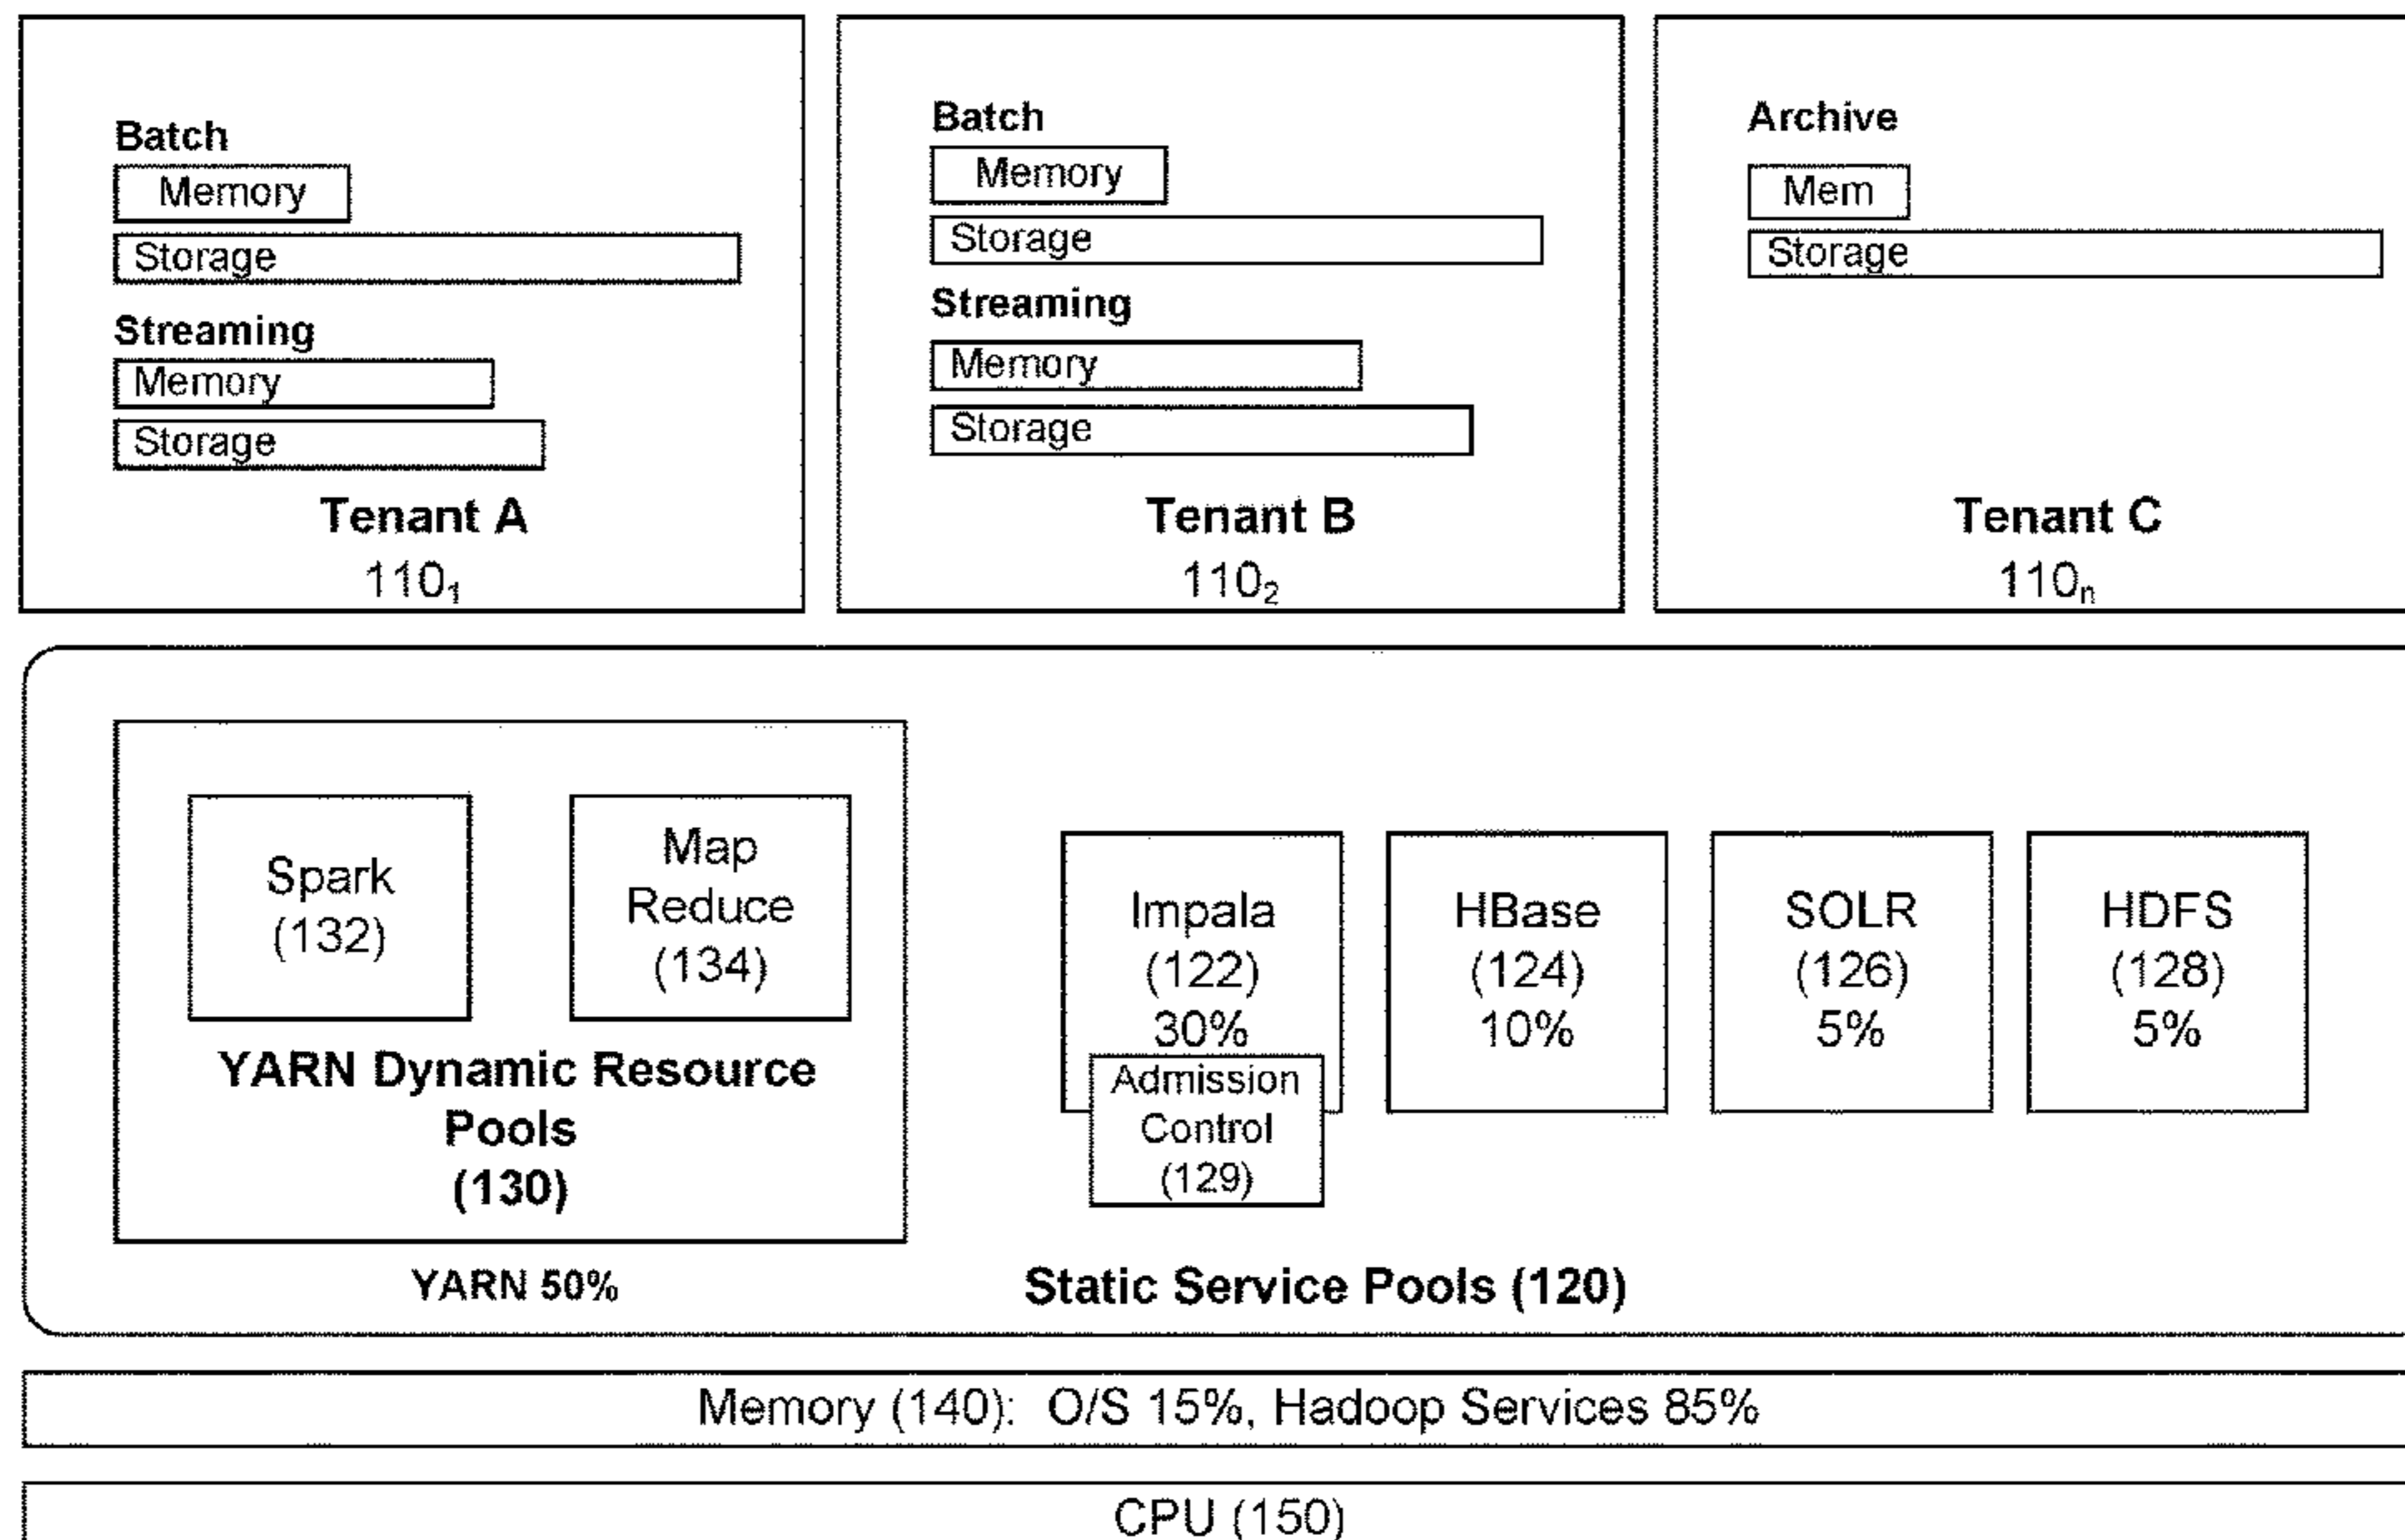 Batch
Memory
Storage
Streaming
Memory
Storage
Tenant A
110₁
Batch
Memory
Storage
Streaming
Memory
Storage
Tenant B
110₂
Archive
Mem
Storage
Tenant C
110ₙ
Spark
(132)
Map
Reduce
(134)
YARN Dynamic Resource
Pools
(130)
YARN 50%
Impala
(122)
30%
Admission
Control
(129)
HBase
(124)
10%
SOLR
(126)
5%
HDFS
(128)
5%
Static Service Pools (120)
Memory (140): O/S 15%, Hadoop Services 85%
CPU (150)